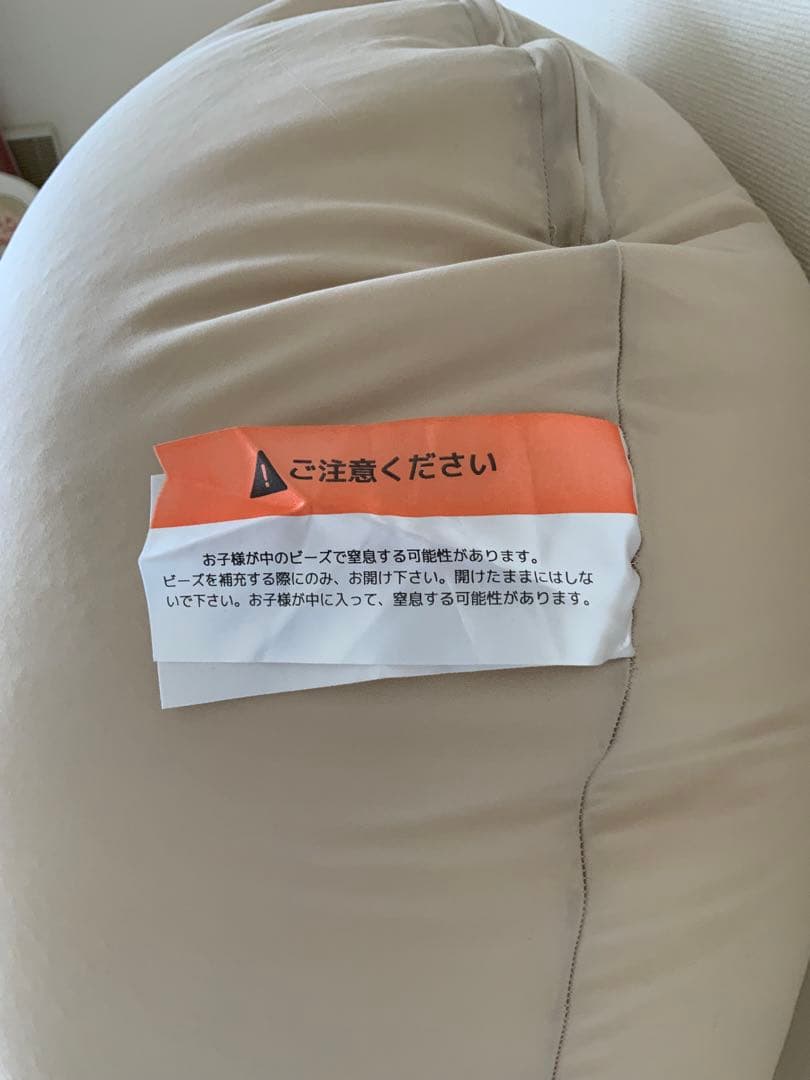 ご注意ください
お子様が中のビーズで窒息する可能性があります。
ビーズを補充する際にのみ、お開け下さい。開けたままにはしな
いで下さい。お子様が中に入って、窒息する可能性があります。